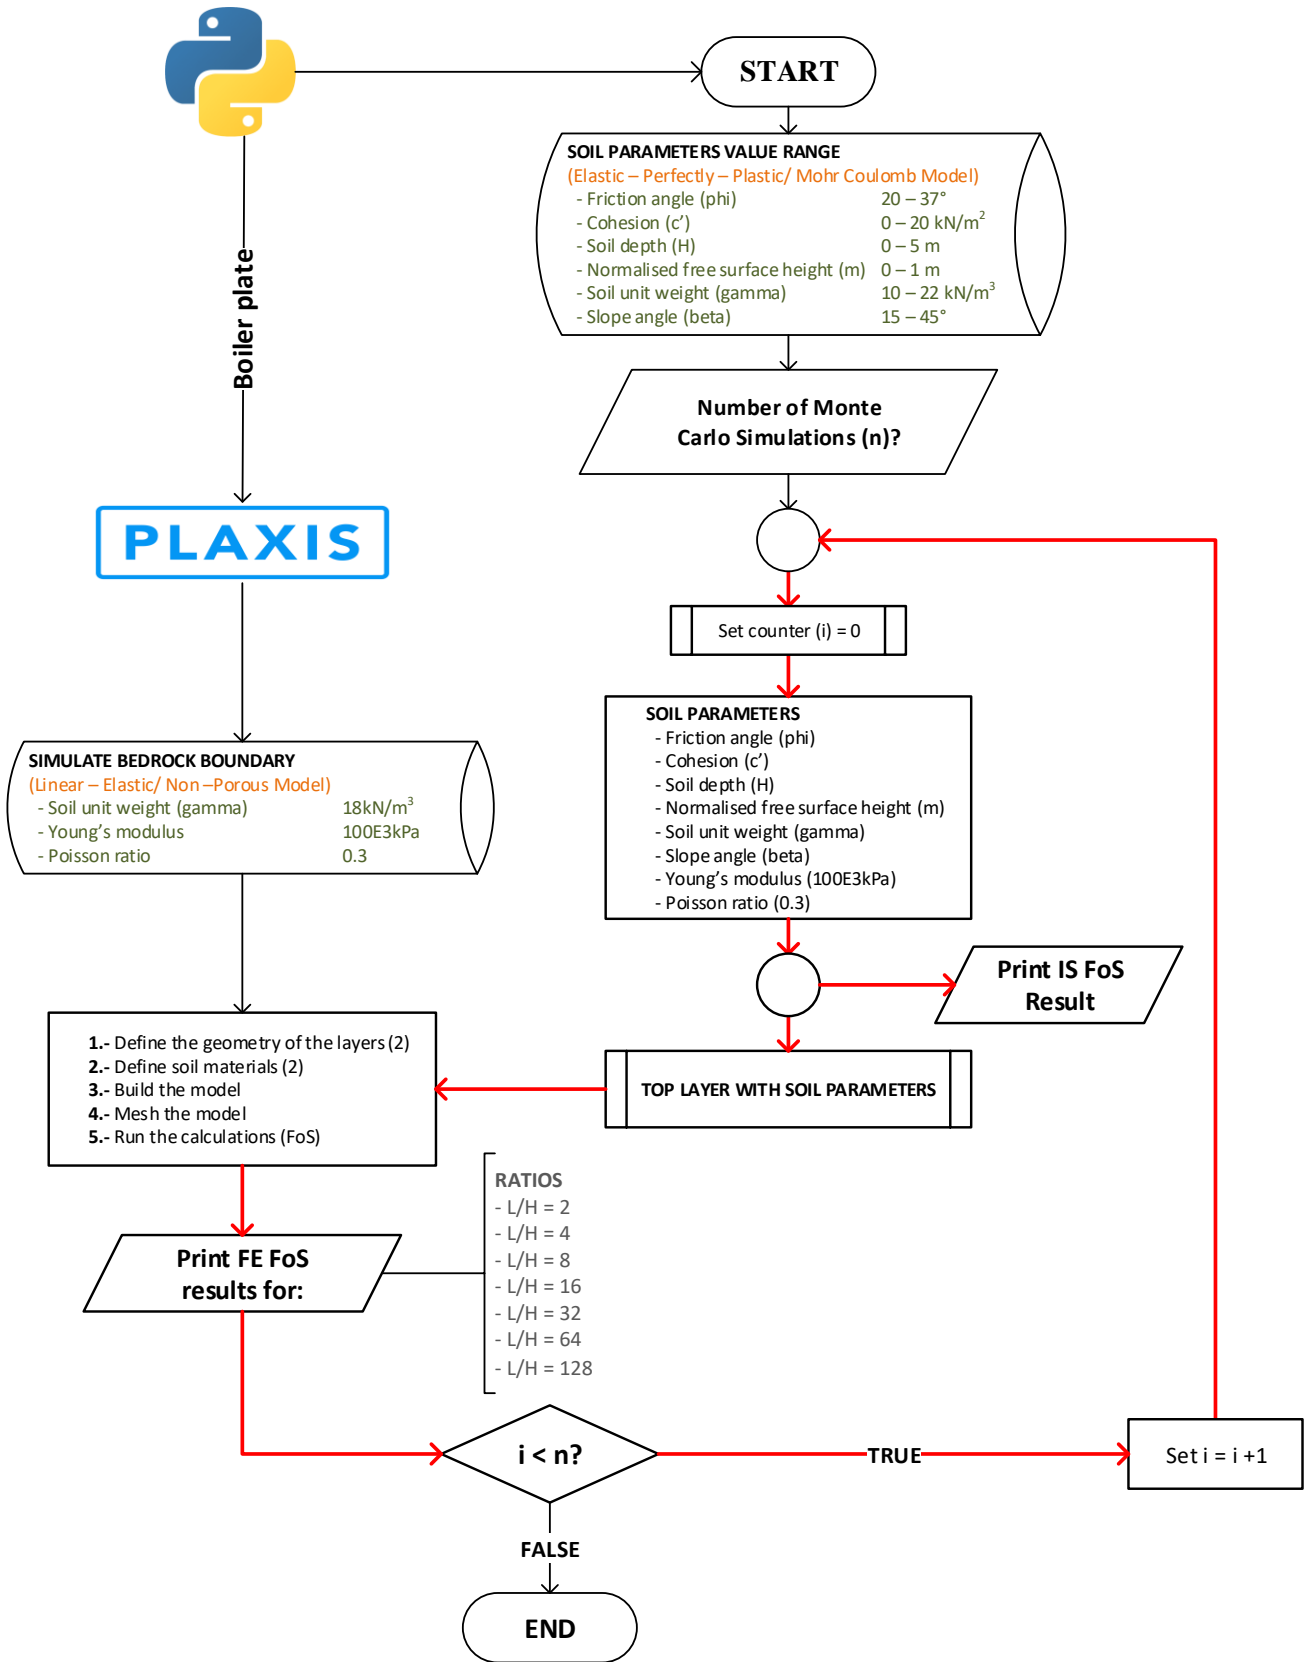 START
SOIL PARAMETERS VALUE RANGE
(Elastic – Perfectly – Plastic/ Mohr Coulomb Model)
- Friction angle (phi) 20 – 37°
- Cohesion (c’) 0 – 20 kN/m²
- Soil depth (H) 0 – 5 m
- Normalised free surface height (m) 0 – 1 m
- Soil unit weight (gamma) 10 – 22 kN/m³
- Slope angle (beta) 15 – 45°
Boiler plate
Number of Monte
Carlo Simulations (n)?
PLAXIS
Set counter (i) = 0
SOIL PARAMETERS
- Friction angle (phi)
- Cohesion (c’)
- Soil depth (H)
- Normalised free surface height (m)
- Soil unit weight (gamma)
- Slope angle (beta)
- Young’s modulus (100E3kPa)
- Poisson ratio (0.3)
SIMULATE BEDROCK BOUNDARY
(Linear – Elastic/ Non –Porous Model)
- Soil unit weight (gamma) 18kN/m³
- Young’s modulus 100E3kPa
- Poisson ratio 0.3
Print IS FoS
Result
1.- Define the geometry of the layers (2)
2.- Define soil materials (2)
3.- Build the model
4.- Mesh the model
5.- Run the calculations (FoS)
TOP LAYER WITH SOIL PARAMETERS
Print FE FoS
results for:
RATIOS
- L/H = 2
- L/H = 4
- L/H = 8
- L/H = 16
- L/H = 32
- L/H = 64
- L/H = 128
i < n?
TRUE
Set i = i +1
FALSE
END